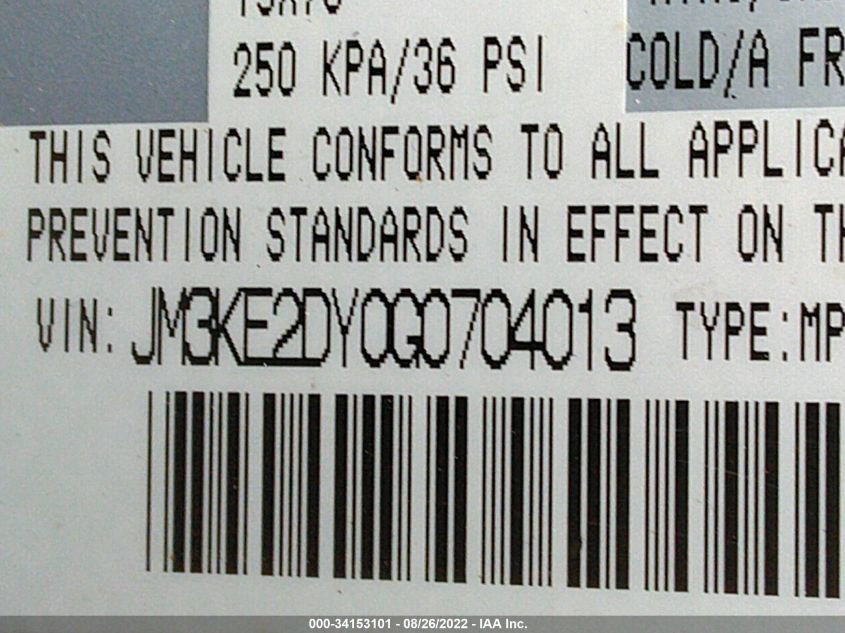 250 KPA/36 PSI COLD/A FR
THIS VEHICLE CONFORMS TO ALL APPLICA
PREVENTION STANDARDS IN EFFECT ON TH
VIN: JM3KE2DY0G0704013 TYPE:MP
000-34153101 - 08/26/2022 - IAA Inc.